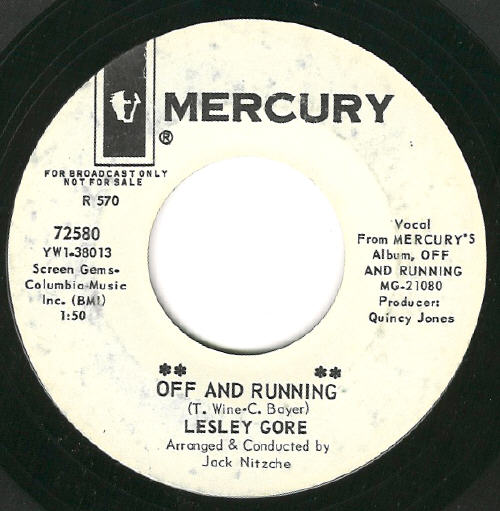 MERCURY
®
FOR BROADCAST ONLY
NOT FOR SALE
R 570
72580
YW1-38013
Screen Gems-
Columbia Music
Inc. (BMI)
1:50
Vocal
From MERCURY'S
Album, OFF
AND RUNNING
MG-21080
Producer:
Quincy Jones
** **
OFF AND RUNNING
(T. Wine-C. Bayer)
LESLEY GORE
Arranged & Conducted by
Jack Nitzche